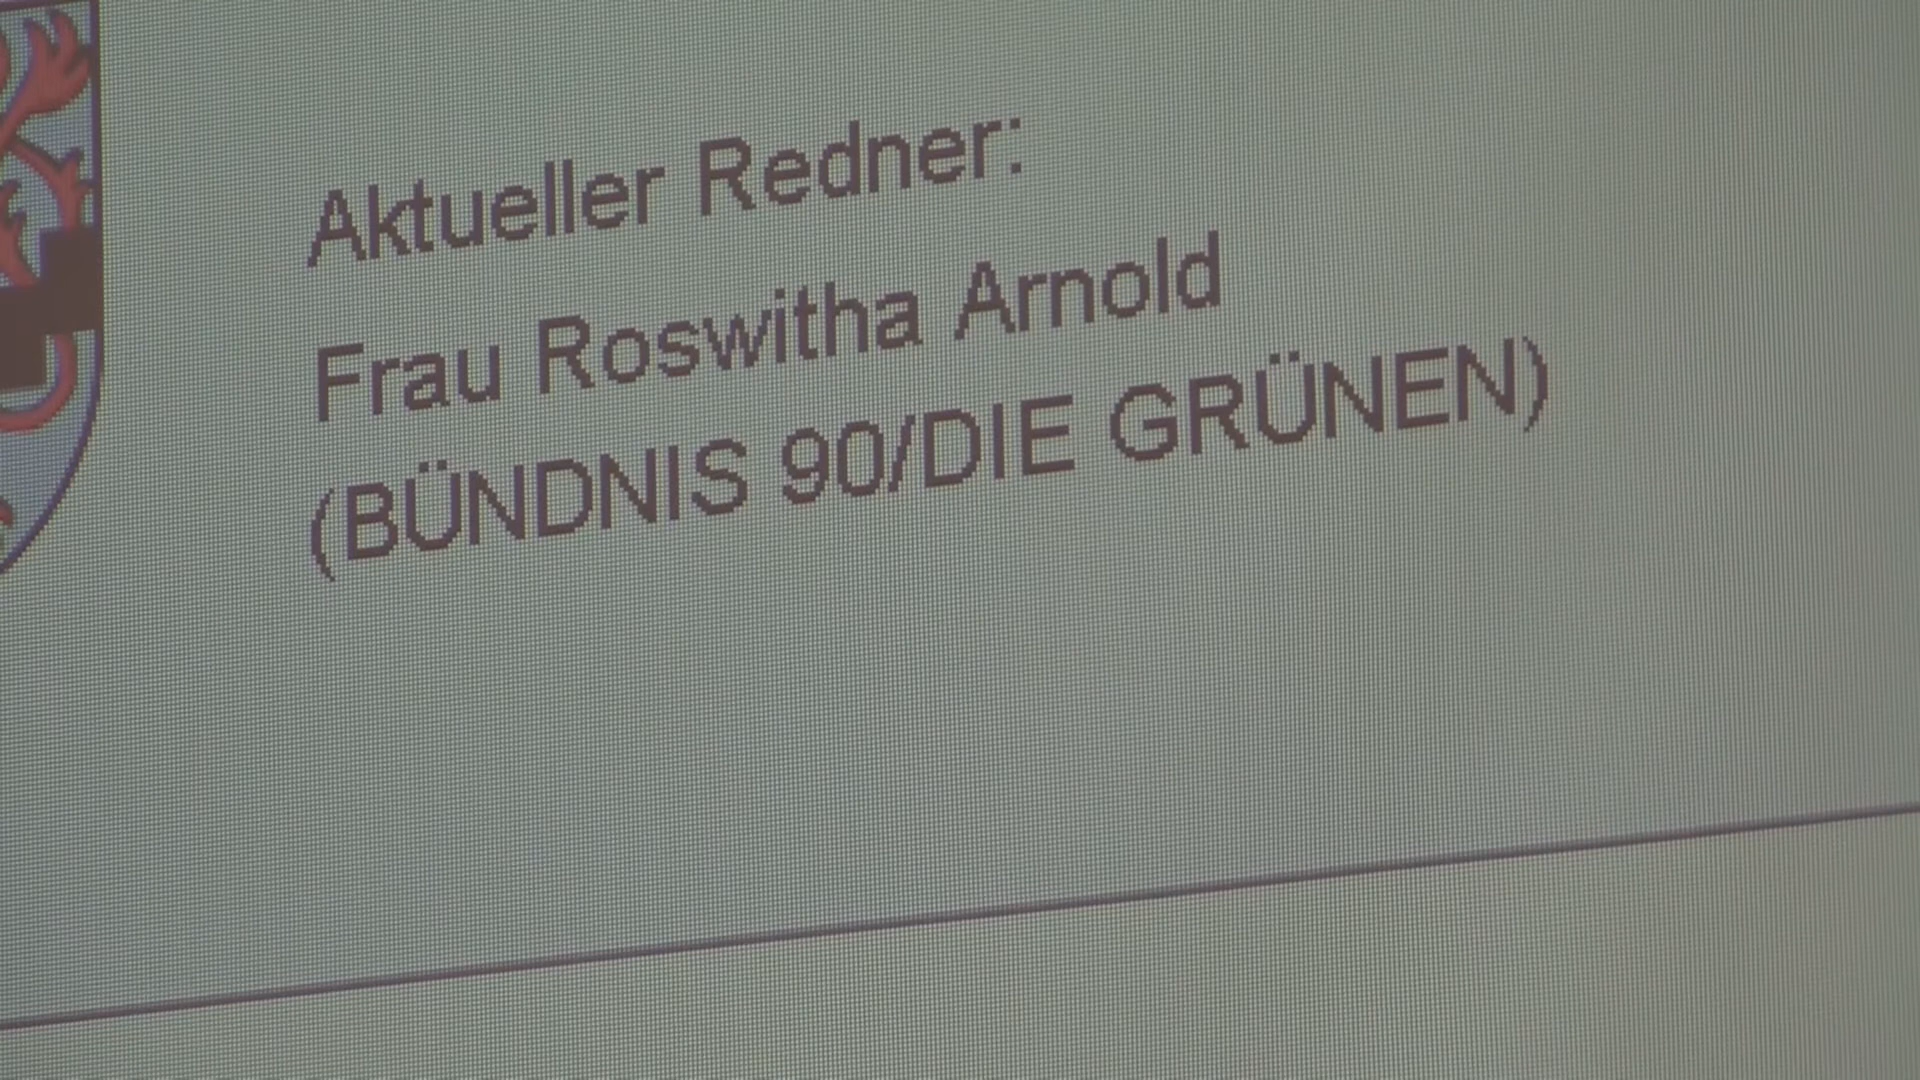 Aktueller Redner:
Frau Roswitha Arnold
(BÜNDNIS 90/DIE GRÜNEN)